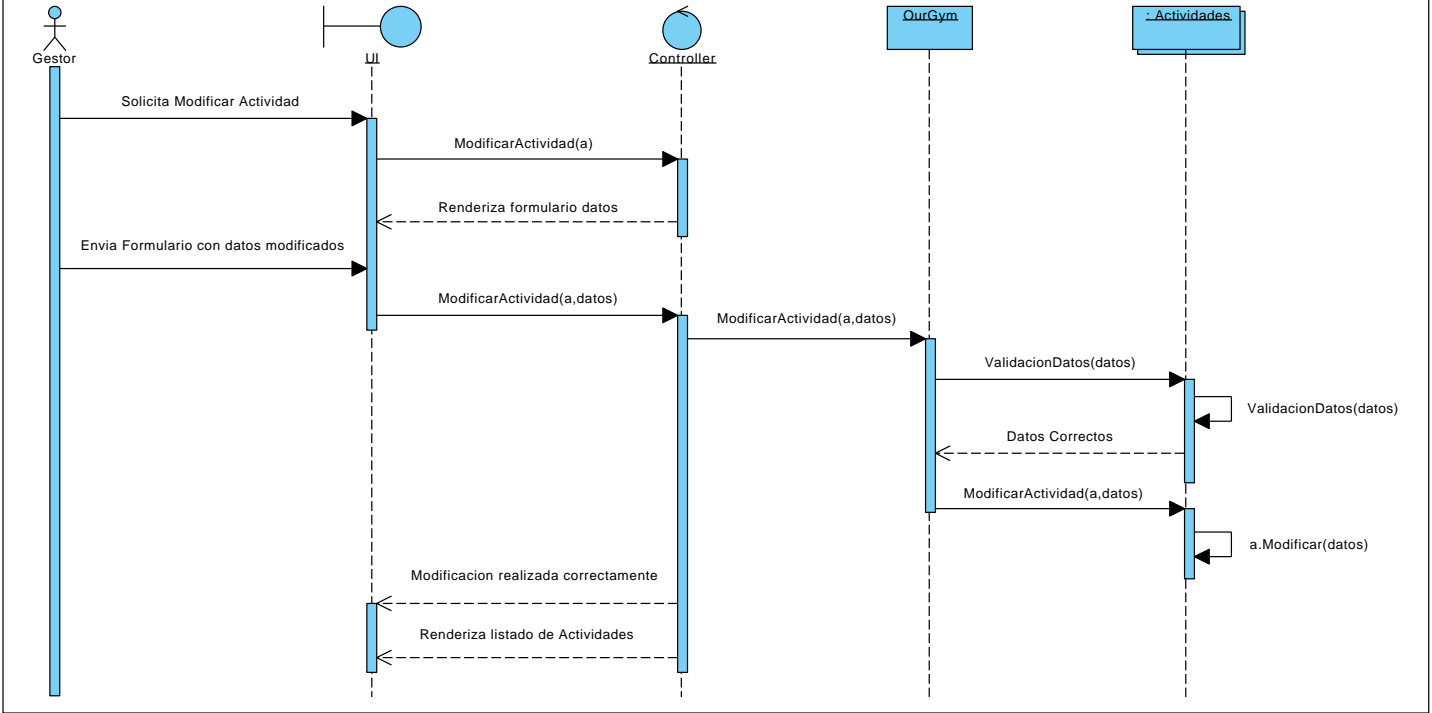 Gestor
UI
Controller
OurGym
: Actividades
Solicita Modificar Actividad
ModificarActividad(a)
Renderiza formulario datos
Envia Formulario con datos modificados
ModificarActividad(a,datos)
ModificarActividad(a,datos)
ValidacionDatos(datos)
ValidacionDatos(datos)
Datos Correctos
ModificarActividad(a,datos)
a.Modificar(datos)
Modificacion realizada correctamente
Renderiza listado de Actividades